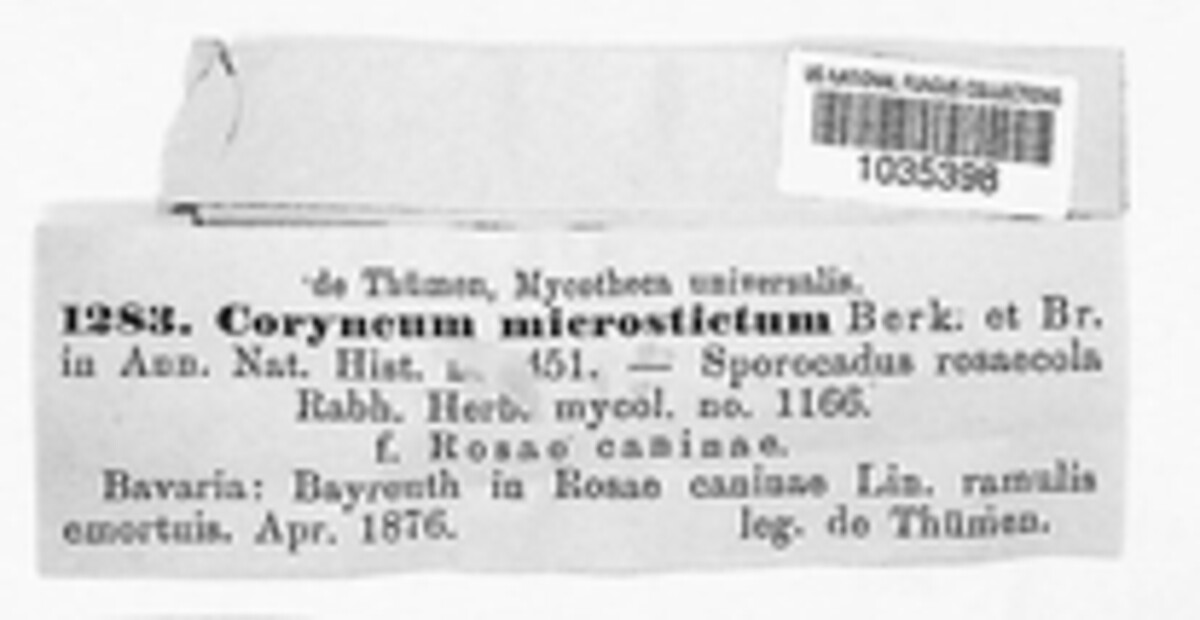 US NATIONAL FUNGUS COLLECTIONS
1035398
de Thümen, Mycotheca universalis.
1283. Coryneum microstictum Berk. et Br.
in Ann. Nat. Hist. 451. — Sporocadus rosaecola
Rabh. Herb. mycol. no. 1166.
f. Rosae caninae.
Bavaria: Bayreuth in Rosae caninae Lin. ramulis
emortuis. Apr. 1876. leg. de Thümen.